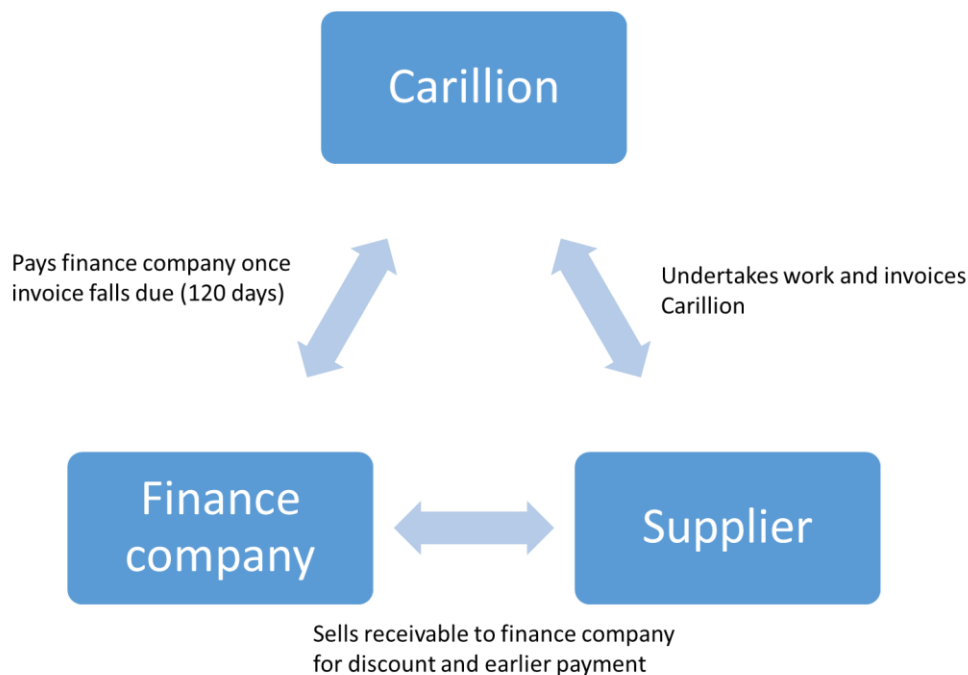 Carillion
Pays finance company once
invoice falls due (120 days)
Undertakes work and invoices
Carillion
Finance
company
Supplier
Sells receivable to finance company
for discount and earlier payment